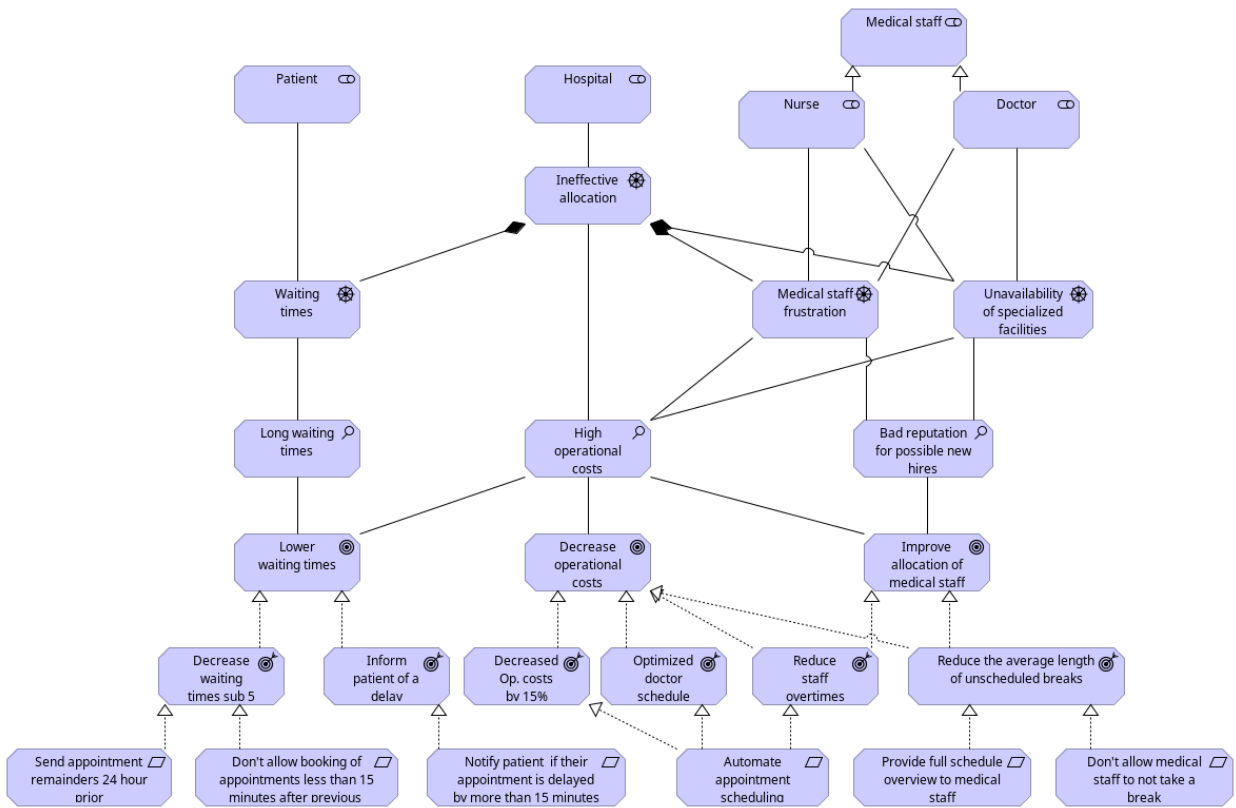 Medical staff
Patient
Hospital
Nurse
Doctor
Ineffective
allocation
Waiting
times
Medical staff
frustration
Unavailability
of specialized
facilities
Long waiting
times
High
operational
costs
Bad reputation
for possible new
hires
Lower
waiting times
Decrease
operational
costs
Improve
allocation of
medical staff
Decrease
waiting
times sub 5
Inform
patient of a
delay
Decreased
Op. costs
by 15%
Optimized
doctor
schedule
Reduce
staff
overtimes
Reduce the average length
of unscheduled breaks
Send appointment
remainders 24 hour
prior
Don't allow booking of
appointments less than 15
minutes after previous
Notify patient if their
appointment is delayed
by more than 15 minutes
Automate
appointment
scheduling
Provide full schedule
overview to medical
staff
Don't allow medical
staff to not take a
break